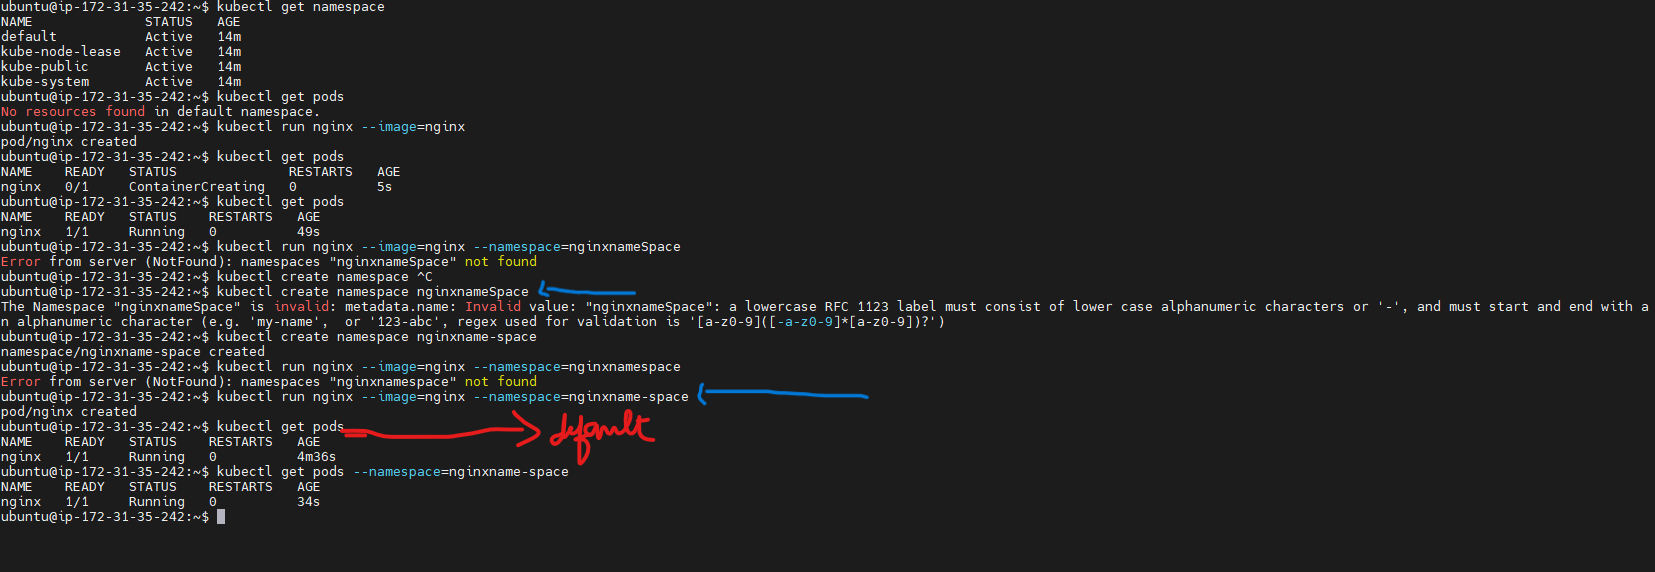 ubuntu@ip-172-31-35-242:~$ kubectl get namespace
NAME              STATUS   AGE
default           Active   14m
kube-node-lease   Active   14m
kube-public       Active   14m
kube-system       Active   14m
ubuntu@ip-172-31-35-242:~$ kubectl get pods
No resources found in default namespace.
ubuntu@ip-172-31-35-242:~$ kubectl run nginx --image=nginx
pod/nginx created
ubuntu@ip-172-31-35-242:~$ kubectl get pods
NAME    READY   STATUS              RESTARTS   AGE
nginx   0/1     ContainerCreating   0          5s
ubuntu@ip-172-31-35-242:~$ kubectl get pods
NAME    READY   STATUS    RESTARTS   AGE
nginx   1/1     Running   0          49s
ubuntu@ip-172-31-35-242:~$ kubectl run nginx --image=nginx --namespace=nginxnameSpace
Error from server (NotFound): namespaces "nginxnameSpace" not found
ubuntu@ip-172-31-35-242:~$ kubectl create namespace ^C
ubuntu@ip-172-31-35-242:~$ kubectl create namespace nginxnameSpace
The Namespace "nginxnameSpace" is invalid: metadata.name: Invalid value: "nginxnameSpace": a lowercase RFC 1123 label must consist of lower case alphanumeric characters or '-', and must start and end with a
n alphanumeric character (e.g. 'my-name',  or '123-abc', regex used for validation is '[a-z0-9]([-a-z0-9]*[a-z0-9])?')
ubuntu@ip-172-31-35-242:~$ kubectl create namespace nginxname-space
namespace/nginxname-space created
ubuntu@ip-172-31-35-242:~$ kubectl run nginx --image=nginx --namespace=nginxnamespace
Error from server (NotFound): namespaces "nginxnamespace" not found
ubuntu@ip-172-31-35-242:~$ kubectl run nginx --image=nginx --namespace=nginxname-space
pod/nginx created
ubuntu@ip-172-31-35-242:~$ kubectl get pods default
NAME    READY   STATUS    RESTARTS   AGE
nginx   1/1     Running   0          4m36s
ubuntu@ip-172-31-35-242:~$ kubectl get pods --namespace=nginxname-space
NAME    READY   STATUS    RESTARTS   AGE
nginx   1/1     Running   0          34s
ubuntu@ip-172-31-35-242:~$